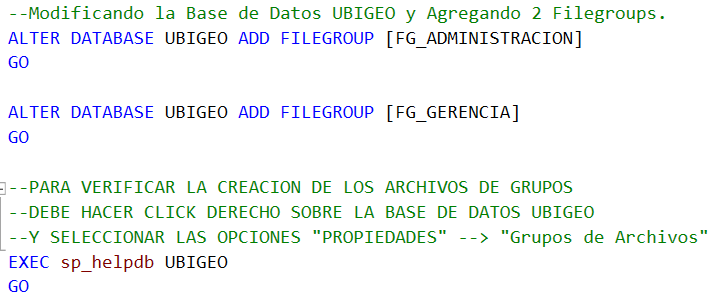 --Modificando la Base de Datos UBIGEO y Agregando 2 Filegroups.
ALTER DATABASE UBIGEO ADD FILEGROUP [FG_ADMINISTRACION]
GO
ALTER DATABASE UBIGEO ADD FILEGROUP [FG_GERENCIA]
GO
--PARA VERIFICAR LA CREACION DE LOS ARCHIVOS DE GRUPOS
--DEBE HACER CLICK DERECHO SOBRE LA BASE DE DATOS UBIGEO
--Y SELECCIONAR LAS OPCIONES "PROPIEDADES" --> "Grupos de Archivos"
EXEC sp_helpdb UBIGEO
GO